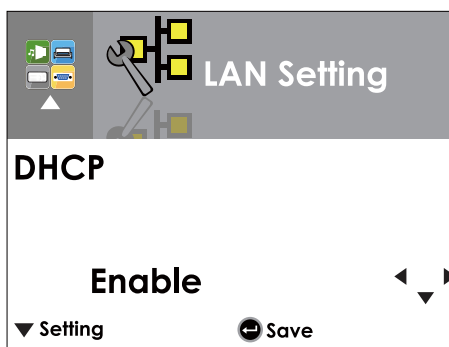 LAN Setting
DHCP
Enable
Setting
Save